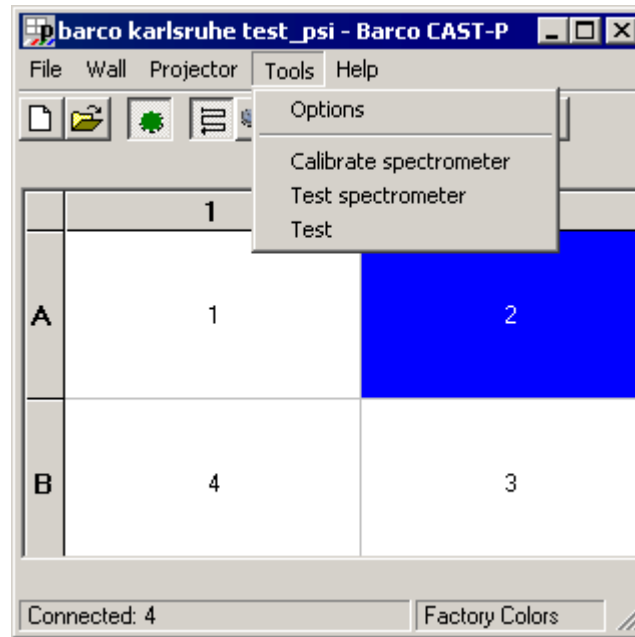 barco karlsruhe test_psi - Barco CAST-P
File Wall Projector Tools Help
Options
Calibrate spectrometer
Test spectrometer
Test
1
A 1 2
B 4 3
Connected: 4 Factory Colors